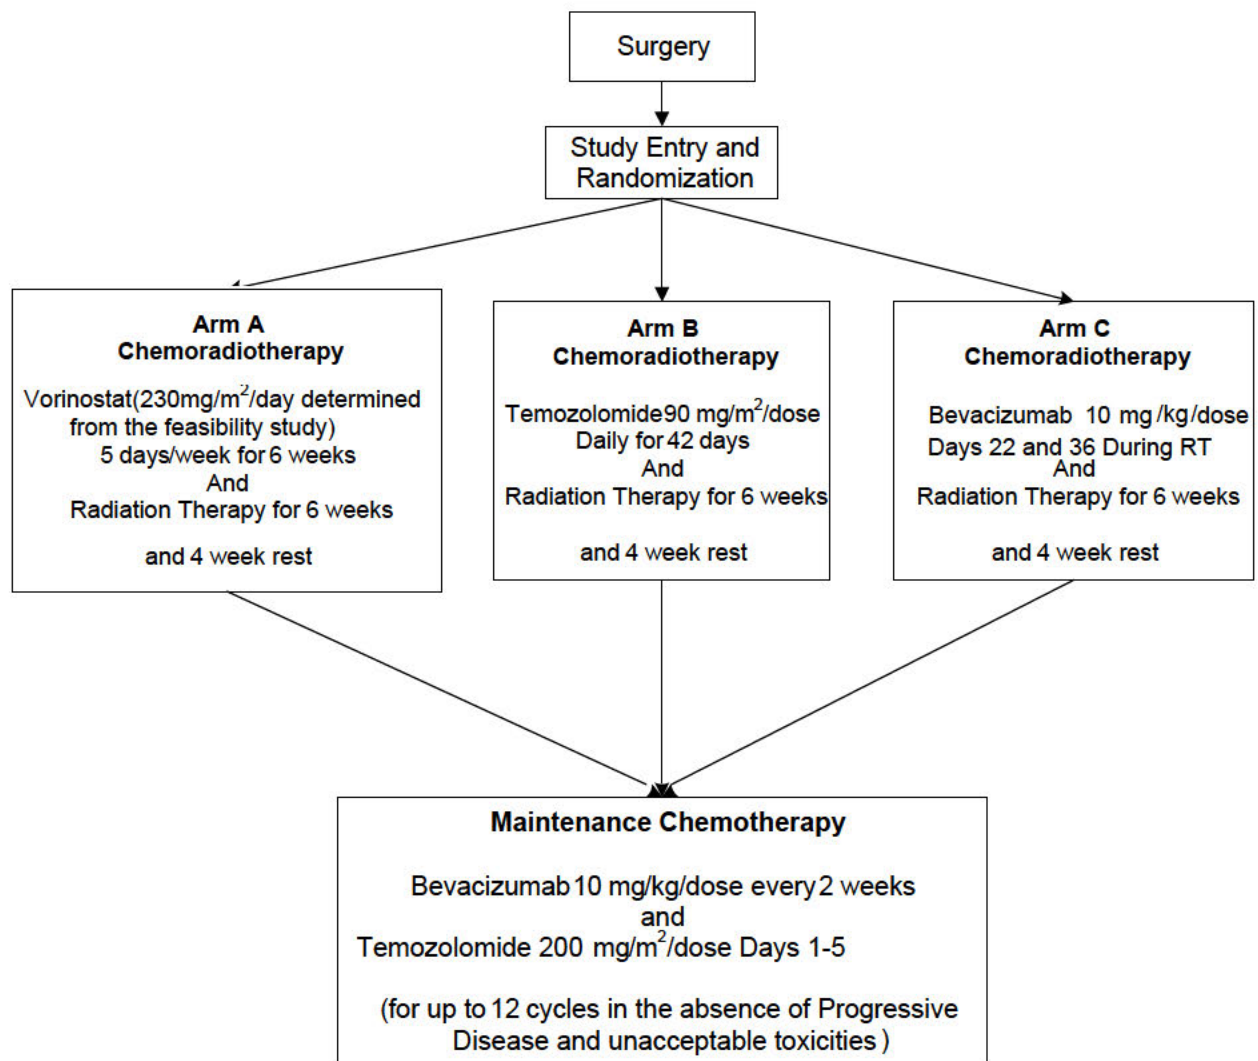 Surgery
Study Entry and
Randomization
Arm A
Chemoradiotherapy
Vorinostat(230mg/m²/day determined
from the feasibility study)
5 days/week for 6 weeks
And
Radiation Therapy for 6 weeks
and 4 week rest
Arm B
Chemoradiotherapy
Temozolomide 90 mg/m²/dose
Daily for 42 days
And
Radiation Therapy for 6 weeks
and 4 week rest
Arm C
Chemoradiotherapy
Bevacizumab 10 mg/kg/dose
Days 22 and 36 During RT
And
Radiation Therapy for 6 weeks
and 4 week rest
Maintenance Chemotherapy
Bevacizumab 10 mg/kg/dose every 2 weeks
and
Temozolomide 200 mg/m²/dose Days 1-5
(for up to 12 cycles in the absence of Progressive
Disease and unacceptable toxicities)